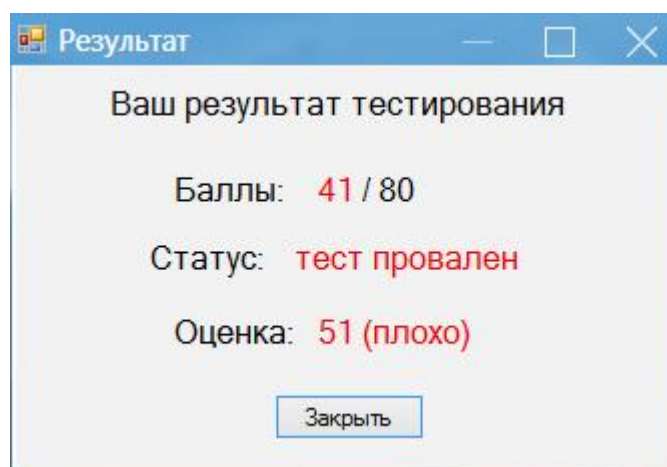 Результат
Ваш результат тестирования
Баллы: 41 / 80
Статус: тест провален
Оценка: 51 (плохо)
Закрыть